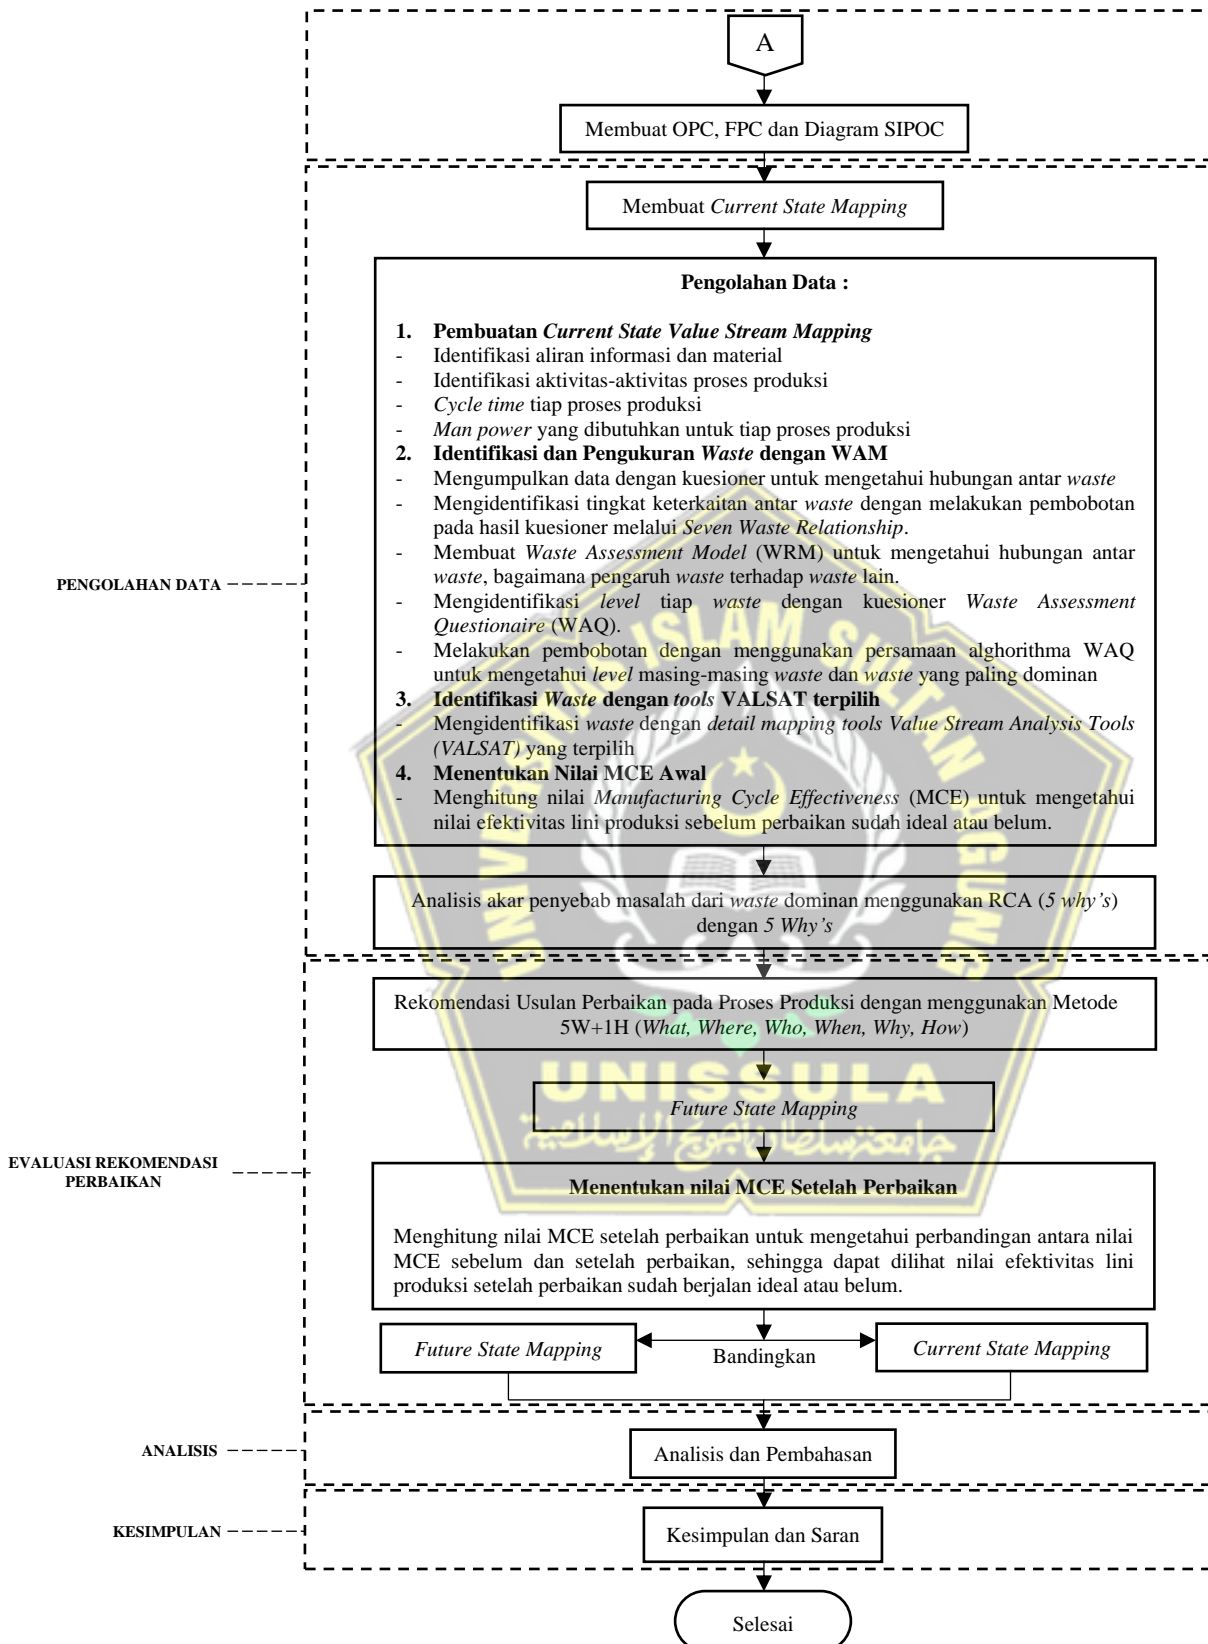 A
Membuat OPC, FPC dan Diagram SIPOC
Membuat Current State Mapping
Pengolahan Data :
1. Pembuatan Current State Value Stream Mapping
- Identifikasi aliran informasi dan material
- Identifikasi aktivitas-aktivitas proses produksi
- Cycle time tiap proses produksi
- Man power yang dibutuhkan untuk tiap proses produksi
2. Identifikasi dan Pengukuran Waste dengan WAM
- Mengumpulkan data dengan kuesioner untuk mengetahui hubungan antar waste
- Mengidentifikasi tingkat keterkaitan antar waste dengan melakukan pembobotan
pada hasil kuesioner melalui Seven Waste Relationship.
- Membuat Waste Assessment Model (WRM) untuk mengetahui hubungan antar
waste, bagaimana pengaruh waste terhadap waste lain.
- Mengidentifikasi level tiap waste dengan kuesioner Waste Assessment
Questionaire (WAQ).
- Melakukan pembobotan dengan menggunakan persamaan alghorithma WAQ
untuk mengetahui level masing-masing waste dan waste yang paling dominan
3. Identifikasi Waste dengan tools VALSAT terpilih
- Mengidentifikasi waste dengan detail mapping tools Value Stream Analysis Tools
(VALSAT) yang terpilih
4. Menentukan Nilai MCE Awal
- Menghitung nilai Manufacturing Cycle Effectiveness (MCE) untuk mengetahui
nilai efektivitas lini produksi sebelum perbaikan sudah ideal atau belum.
PENGOLAHAN DATA
Analisis akar penyebab masalah dari waste dominan menggunakan RCA (5 why's)
dengan 5 Why's
Rekomendasi Usulan Perbaikan pada Proses Produksi dengan menggunakan Metode
5W+1H (What, Where, Who, When, Why, How)
Future State Mapping
EVALUASI REKOMENDASI
PERBAIKAN
Menentukan nilai MCE Setelah Perbaikan
Menghitung nilai MCE setelah perbaikan untuk mengetahui perbandingan antara nilai
MCE sebelum dan setelah perbaikan, sehingga dapat dilihat nilai efektivitas lini
produksi setelah perbaikan sudah berjalan ideal atau belum.
Future State Mapping
Bandingkan
Current State Mapping
ANALISIS
Analisis dan Pembahasan
KESIMPULAN
Kesimpulan dan Saran
Selesai
UNIVERSITAS ISLAM SULTAN AGUNG
UNISSULA
جامعتسلطان أجونج الإسلامية